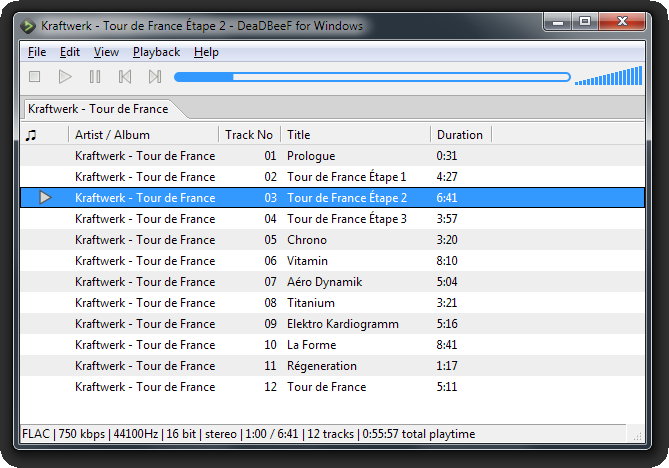 Kraftwerk - Tour de France Étape 2 - DeaDBeeF for Windows
File Edit View Playback Help
Kraftwerk - Tour de France
Artist / Album Track No Title Duration
Kraftwerk - Tour de France 01 Prologue 0:31
Kraftwerk - Tour de France 02 Tour de France Étape 1 4:27
Kraftwerk - Tour de France 03 Tour de France Étape 2 6:41
Kraftwerk - Tour de France 04 Tour de France Étape 3 3:57
Kraftwerk - Tour de France 05 Chrono 3:20
Kraftwerk - Tour de France 06 Vitamin 8:10
Kraftwerk - Tour de France 07 Aéro Dynamik 5:04
Kraftwerk - Tour de France 08 Titanium 3:21
Kraftwerk - Tour de France 09 Elektro Kardiogramm 5:16
Kraftwerk - Tour de France 10 La Forme 8:41
Kraftwerk - Tour de France 11 Régeneration 1:17
Kraftwerk - Tour de France 12 Tour de France 5:11
FLAC | 750 kbps | 44100Hz | 16 bit | stereo | 1:00 / 6:41 | 12 tracks | 0:55:57 total playtime